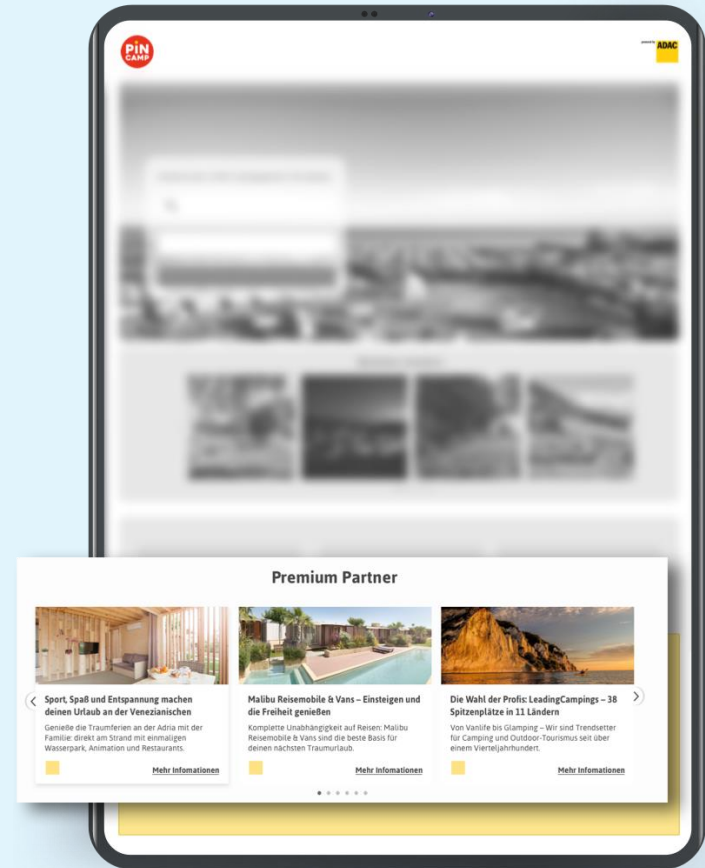 PiN
CAMP
powered by ADAC
Premium Partner
Sport, Spaß und Entspannung machen
deinen Urlaub an der Venezianischen
Genieße die Traumferien an der Adria mit der
Familie: direkt am Strand mit einmaligen
Wasserpark, Animation und Restaurants.
Mehr Infomationen
Malibu Reisemobile & Vans – Einsteigen und
die Freiheit genießen
Komplette Unabhängigkeit auf Reisen: Malibu
Reisemobile & Vans sind die beste Basis für
deinen nächsten Traumurlaub.
Mehr Infomationen
Die Wahl der Profis: LeadingCampings – 38
Spitzenplätze in 11 Ländern
Von Vanlife bis Glamping – Wir sind Trendsetter
für Camping und Outdoor-Tourismus seit über
einem Vierteljahrhundert.
Mehr Infomationen